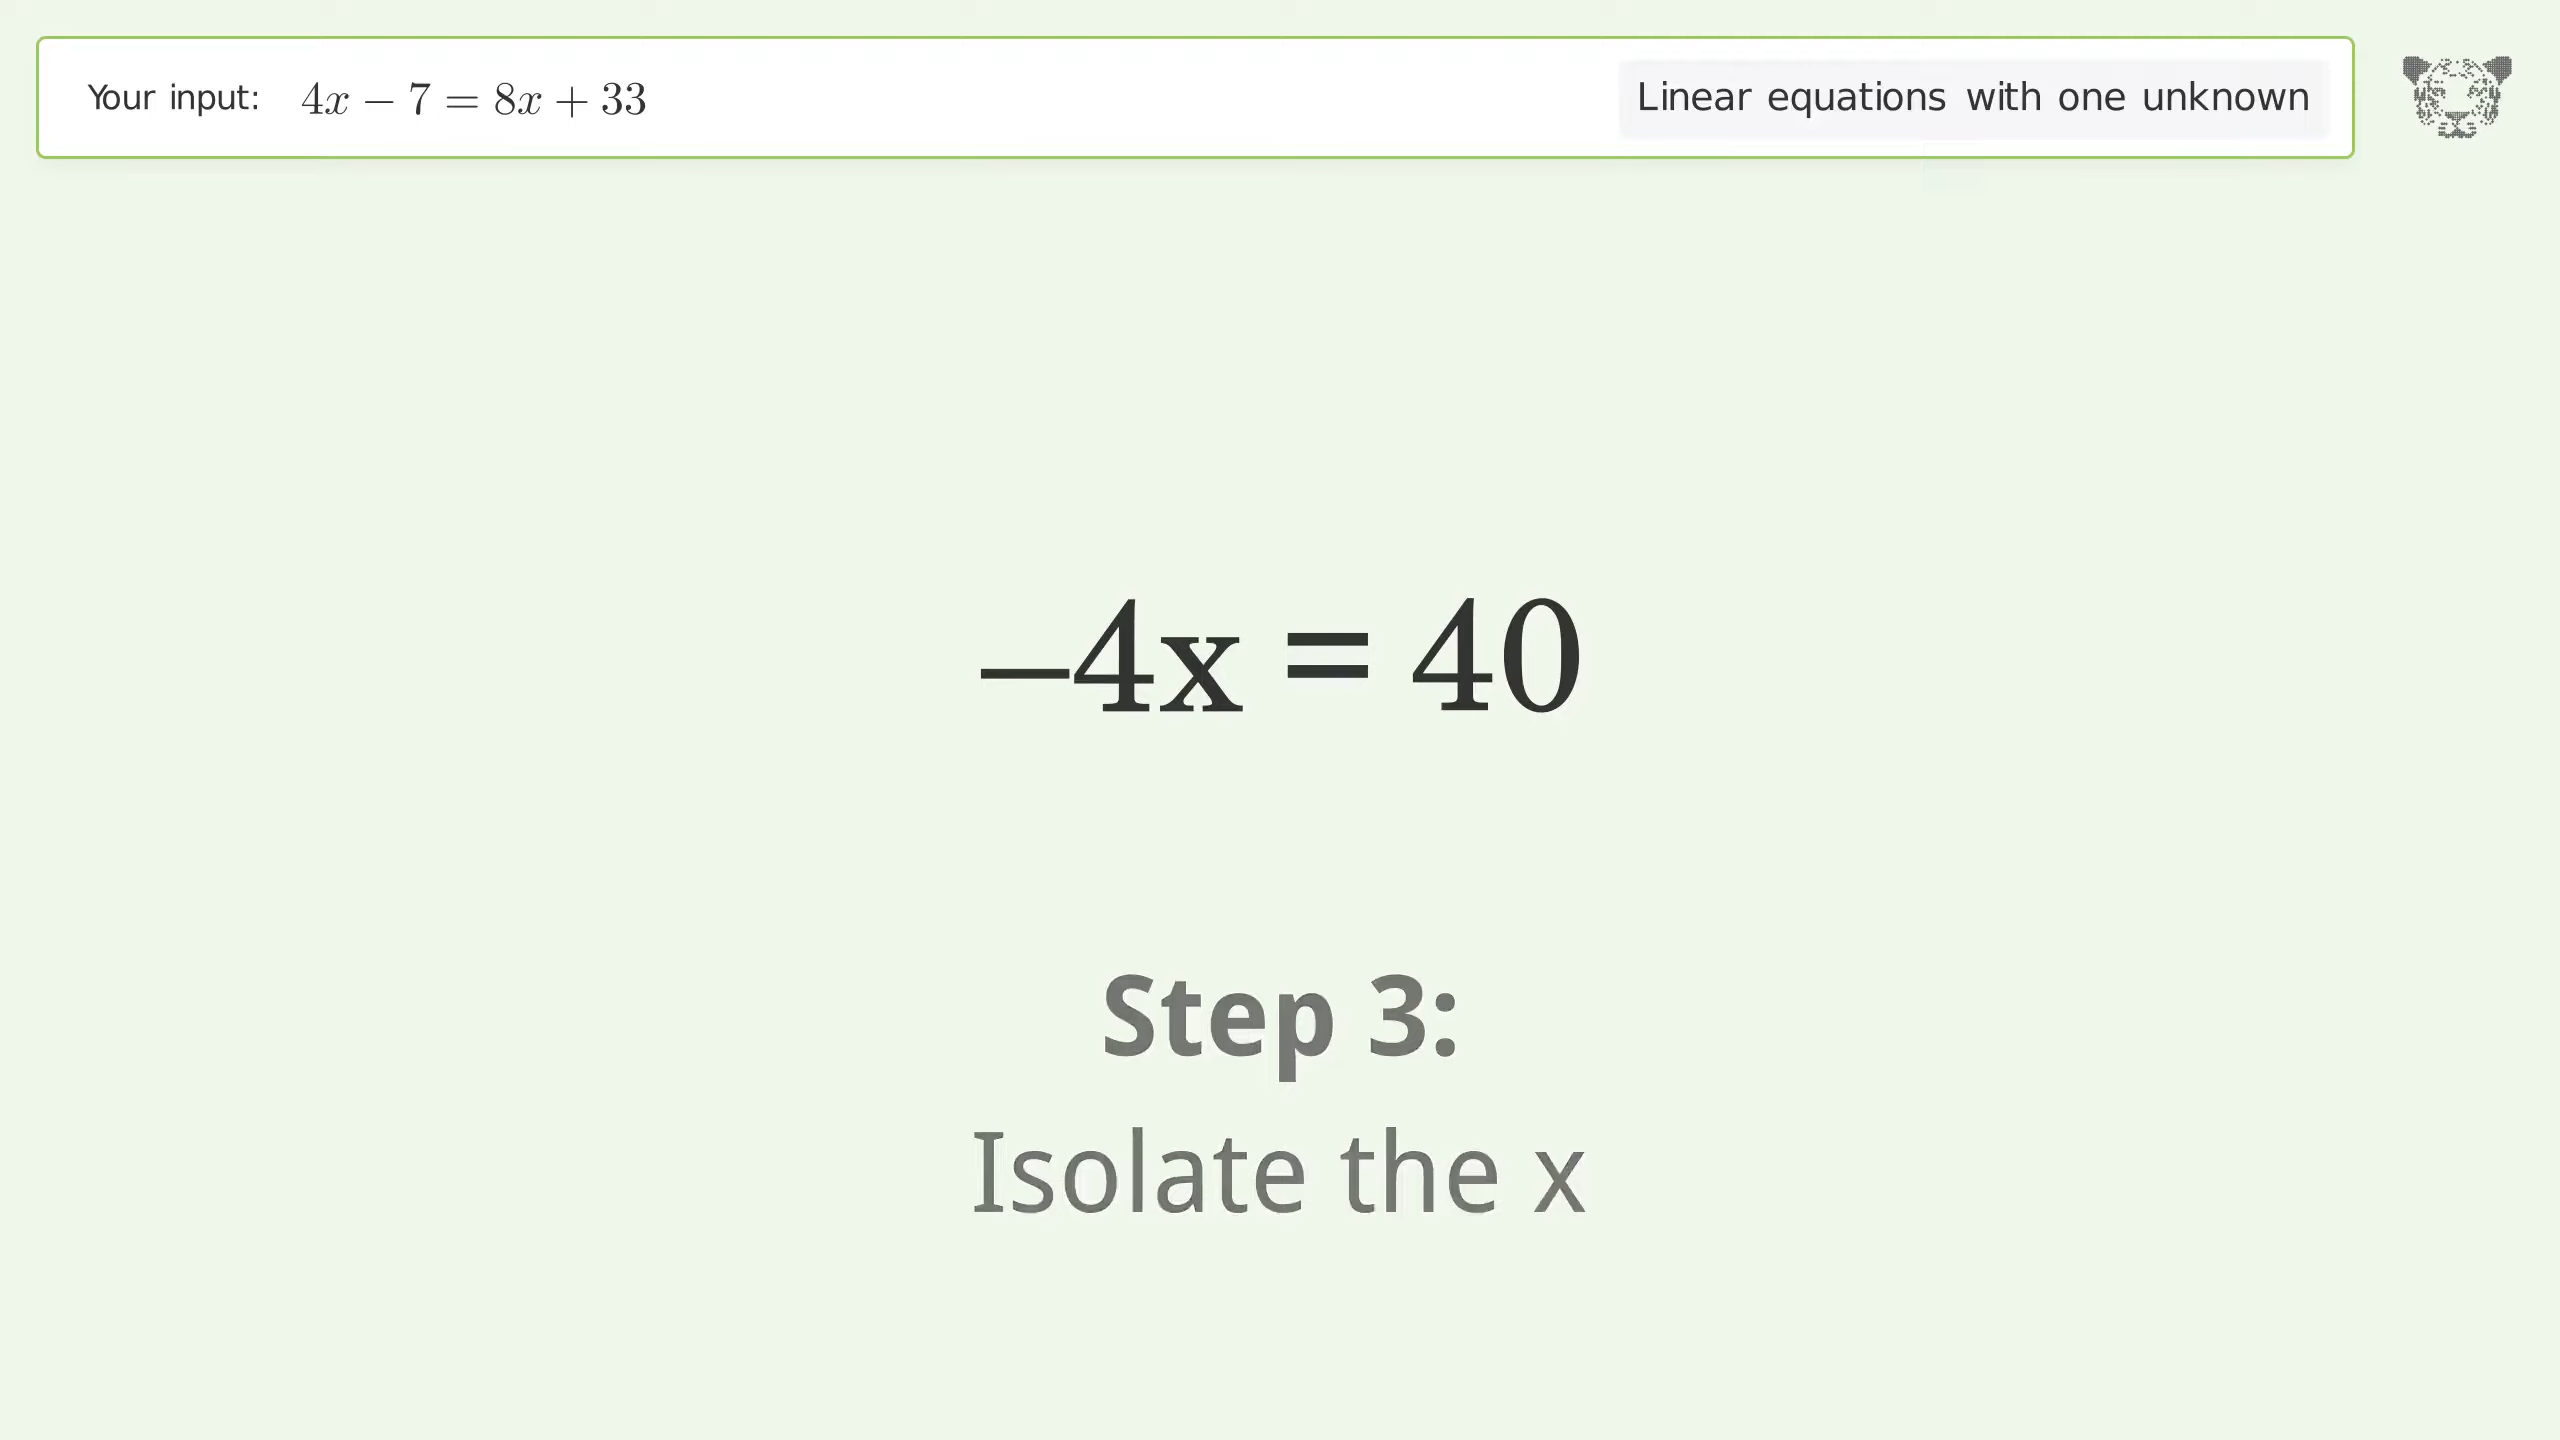 Your input: 4x − 7 = 8x + 33
Linear equations with one unknown
–4x = 40
Step 3:
Isolate the x